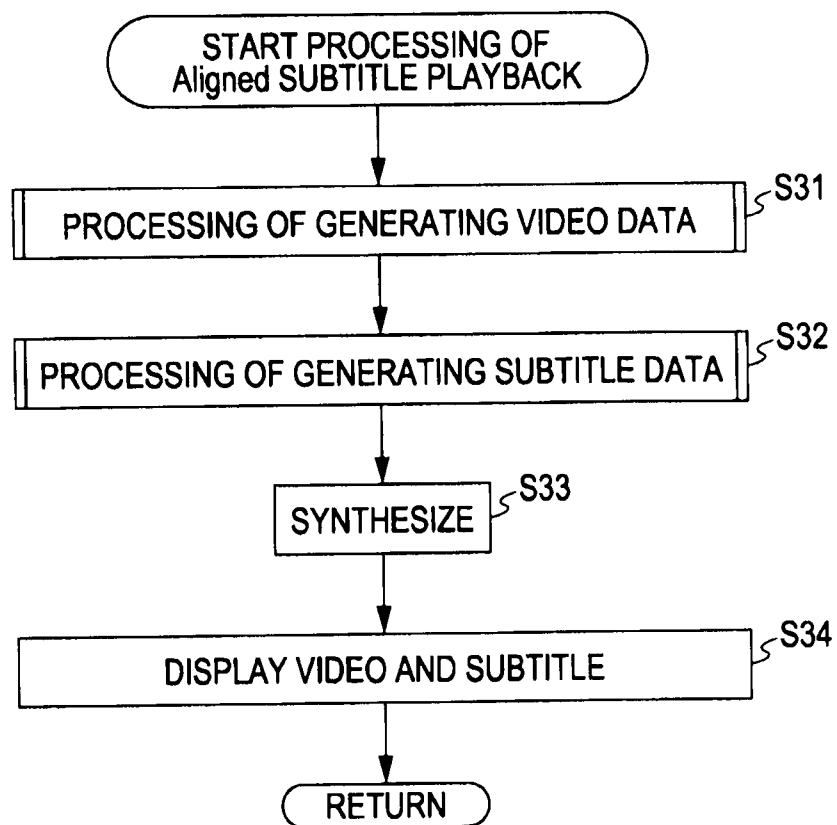 START PROCESSING OF
Aligned SUBTITLE PLAYBACK
PROCESSING OF GENERATING VIDEO DATA
S31
PROCESSING OF GENERATING SUBTITLE DATA
S32
SYNTHESIZE
S33
DISPLAY VIDEO AND SUBTITLE
S34
RETURN